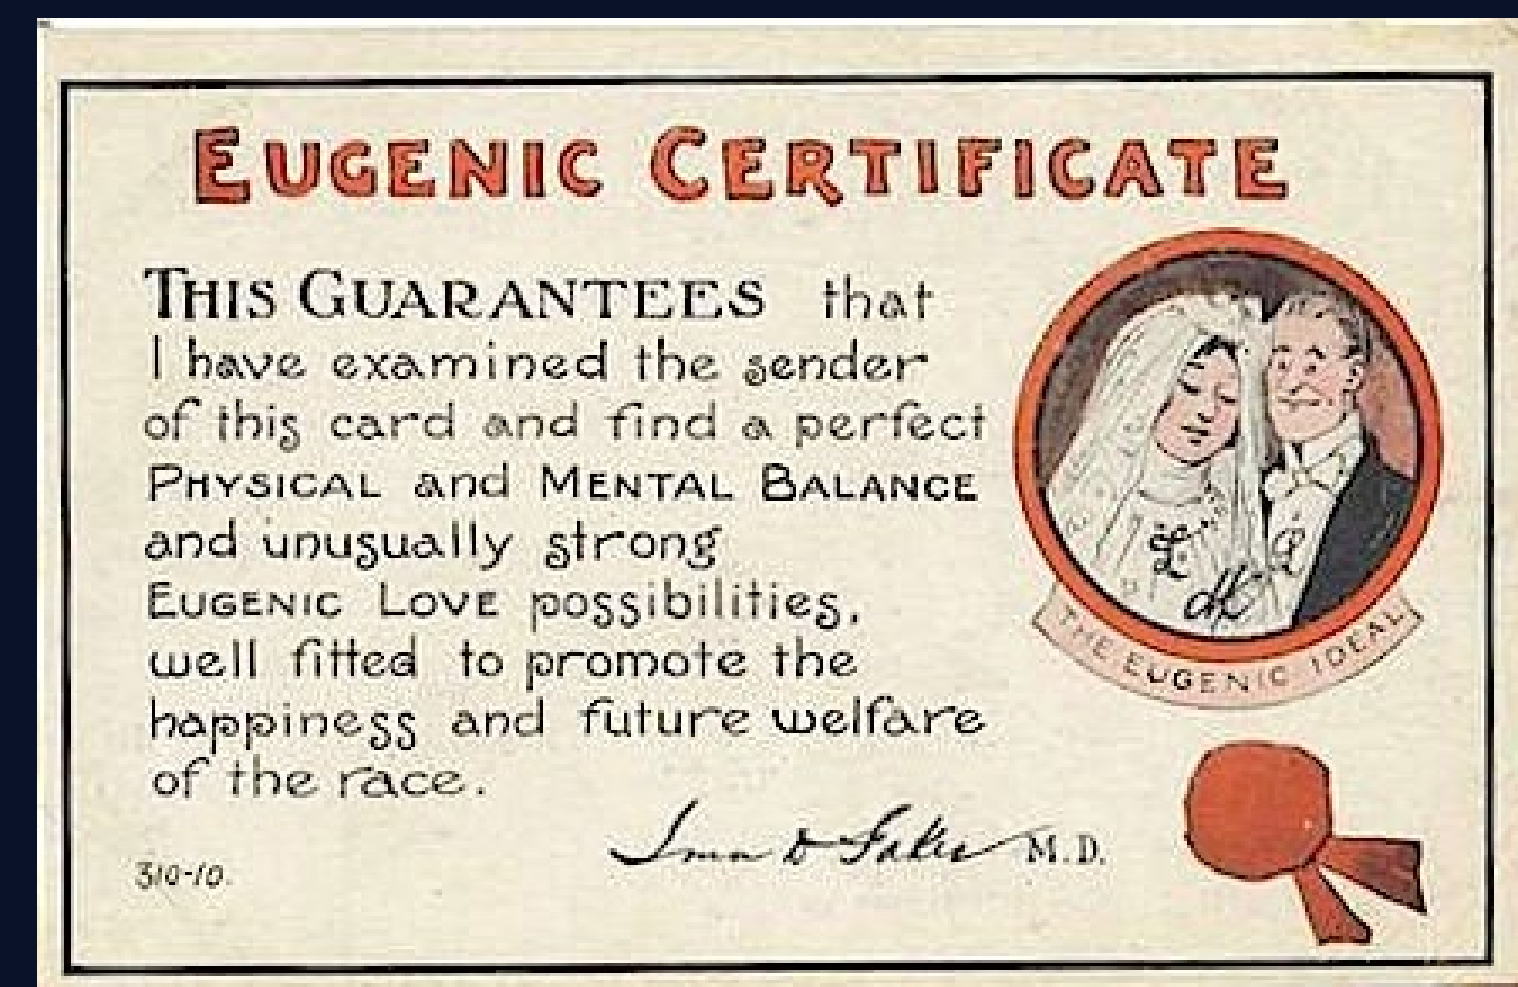 EUGENIC CERTIFICATE
THIS GUARANTEES that
I have examined the sender
of this card and find a perfect
PHYSICAL and MENTAL BALANCE
and unusually strong
EUGENIC LOVE possibilities,
well fitted to promote the
happiness and future welfare
of the race.
M.D.
310-10.
THE EUGENIC IDEAL